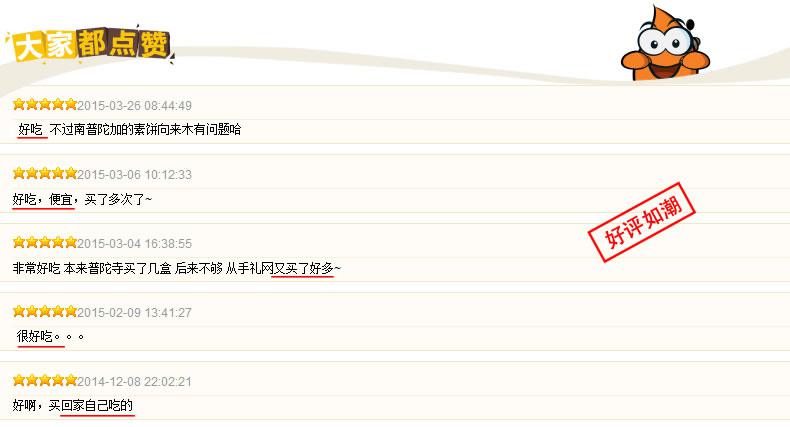 大家都点赞
2015-03-26 08:44:49
好吃 不过南普陀加的素饼向来木有问题哈
2015-03-06 10:12:33
好吃，便宜，买了多次了~
好评如潮
2015-03-04 16:38:55
非常好吃 本来普陀寺买了几盒 后来不够 从手礼网又买了好多~
2015-02-09 13:41:27
很好吃。。。
2014-12-08 22:02:21
好啊，买回家自己吃的